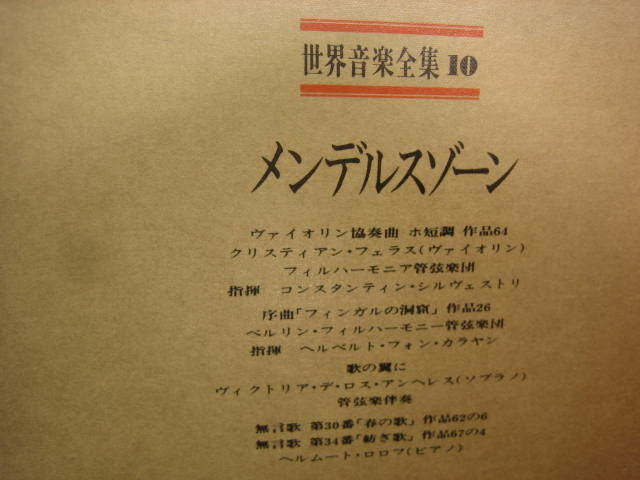 世界音楽全集 10
メンデルスゾーン
ヴァイオリン協奏曲 ホ短調 作品64
クリスティアン・フェラス(ヴァイオリン)
フィルハーモニア管弦楽団
指揮 コンスタンティン・シルヴェストリ
序曲「フィンガルの洞窟」作品26
ベルリン・フィルハーモニー管弦楽団
指揮 ヘルベルト・フォン・カラヤン
歌の翼に
ヴィクトリア・デ・ロス・アンヘレス(ソプラノ)
管弦楽伴奏
無言歌 第30番「春の歌」作品62の6
無言歌 第34番「紡ぎ歌」作品67の4
ヘルムート・ロロフ(ピアノ)